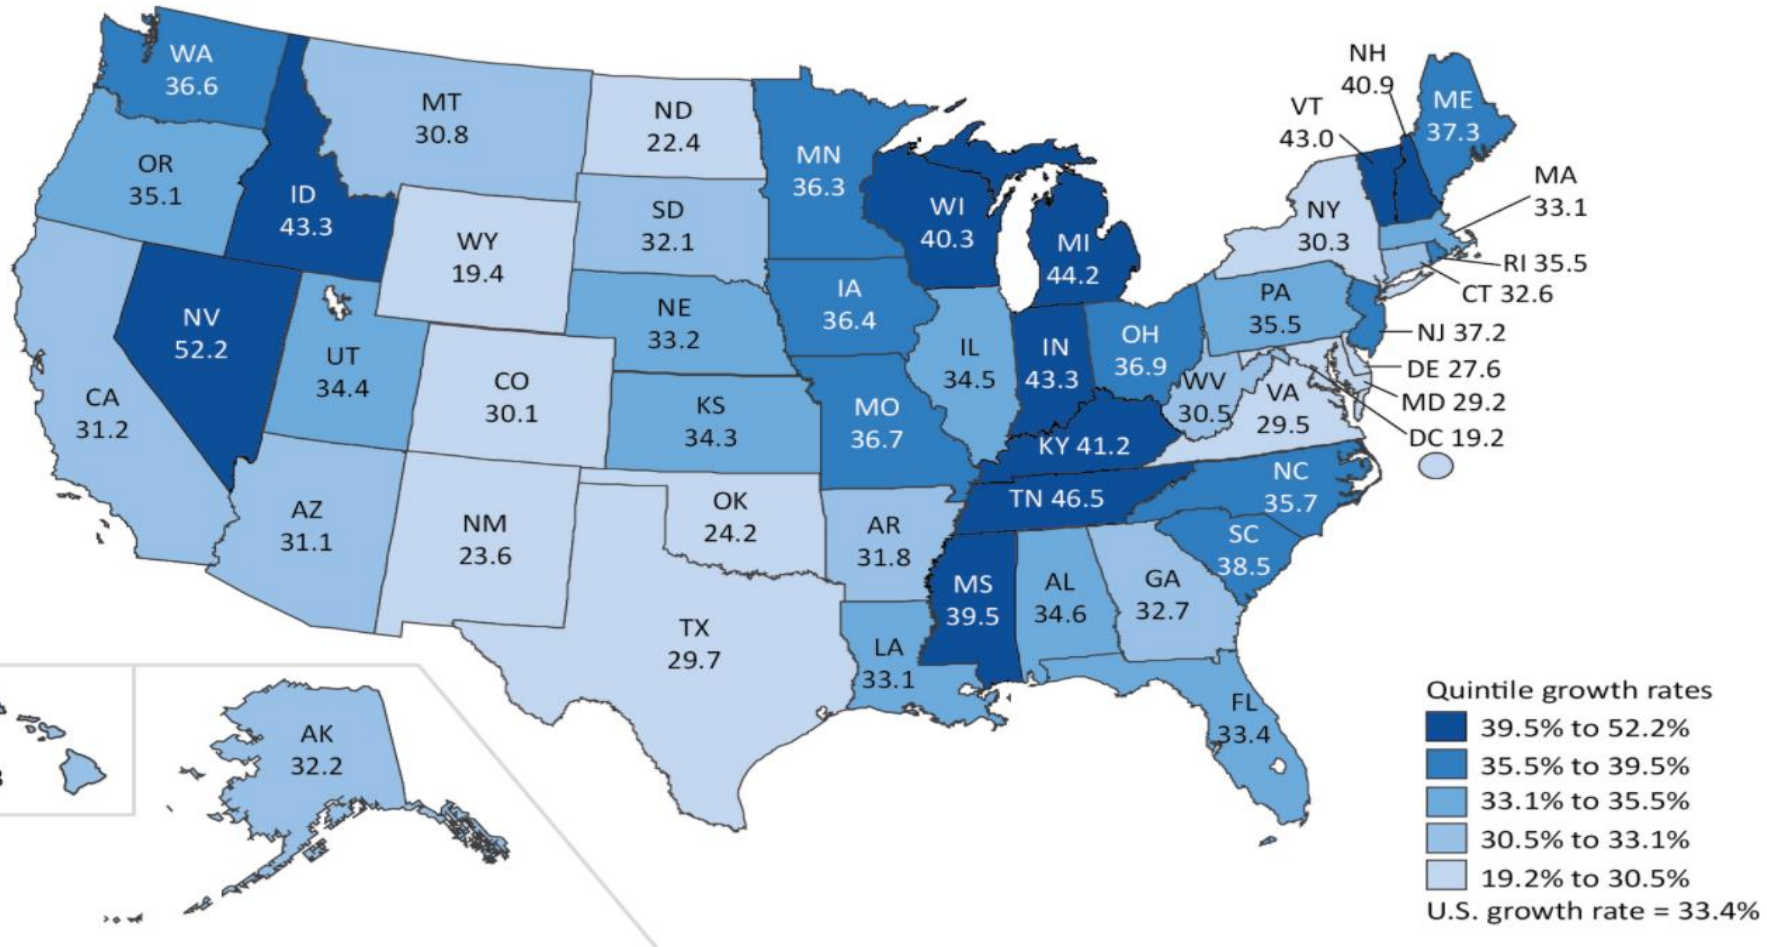 WA
36.6
MT
30.8
ND
22.4
MN
36.3
NH
40.9
VT
43.0
ME
37.3
OR
35.1
ID
43.3
SD
32.1
WI
40.3
MI
44.2
NY
30.3
MA
33.1
RI 35.5
CT 32.6
WY
19.4
NE
33.2
IA
36.4
PA
35.5
NJ 37.2
DE 27.6
MD 29.2
DC 19.2
NV
52.2
UT
34.4
CO
30.1
KS
34.3
MO
36.7
IL
34.5
IN
43.3
OH
36.9
WV
30.5
VA
29.5
CA
31.2
KY 41.2
TN 46.5
NC
35.7
SC
38.5
AZ
31.1
NM
23.6
OK
24.2
AR
31.8
MS
39.5
AL
34.6
GA
32.7
TX
29.7
LA
33.1
FL
33.4
AK
32.2
Quintile growth rates
39.5% to 52.2%
35.5% to 39.5%
33.1% to 35.5%
30.5% to 33.1%
19.2% to 30.5%
U.S. growth rate = 33.4%